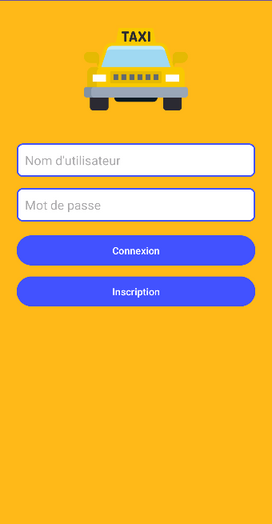 TAXI
Nom d'utilisateur
Mot de passe
Connexion
Inscription